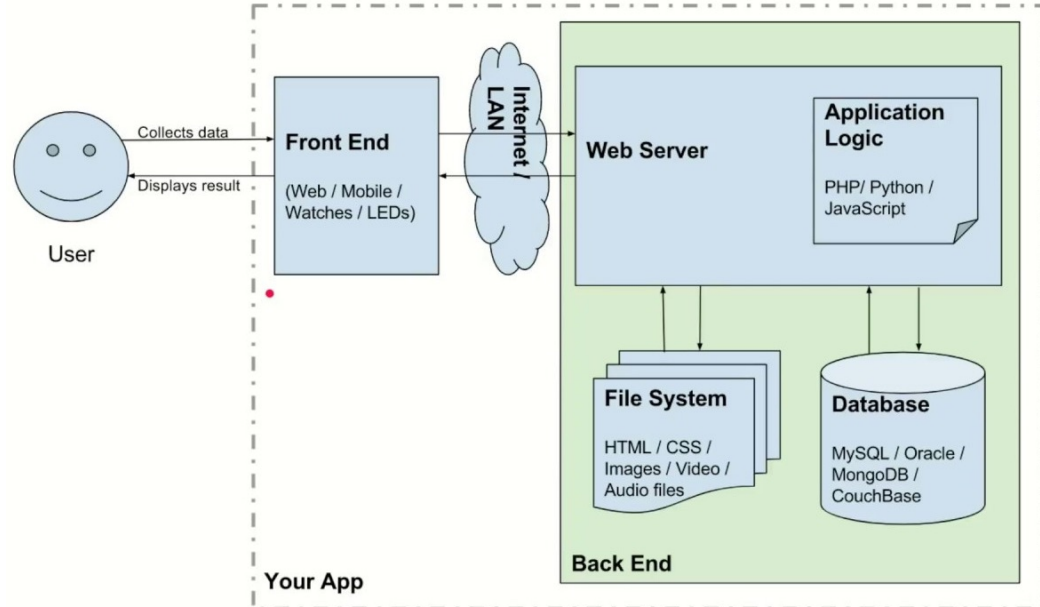 Collects data
Displays result
User
Front End
(Web / Mobile /
Watches / LEDs)
Internet /
LAN
Web Server
Application
Logic
PHP/ Python /
JavaScript
File System
HTML / CSS /
Images / Video /
Audio files
Database
MySQL / Oracle /
MongoDB /
CouchBase
Back End
Your App